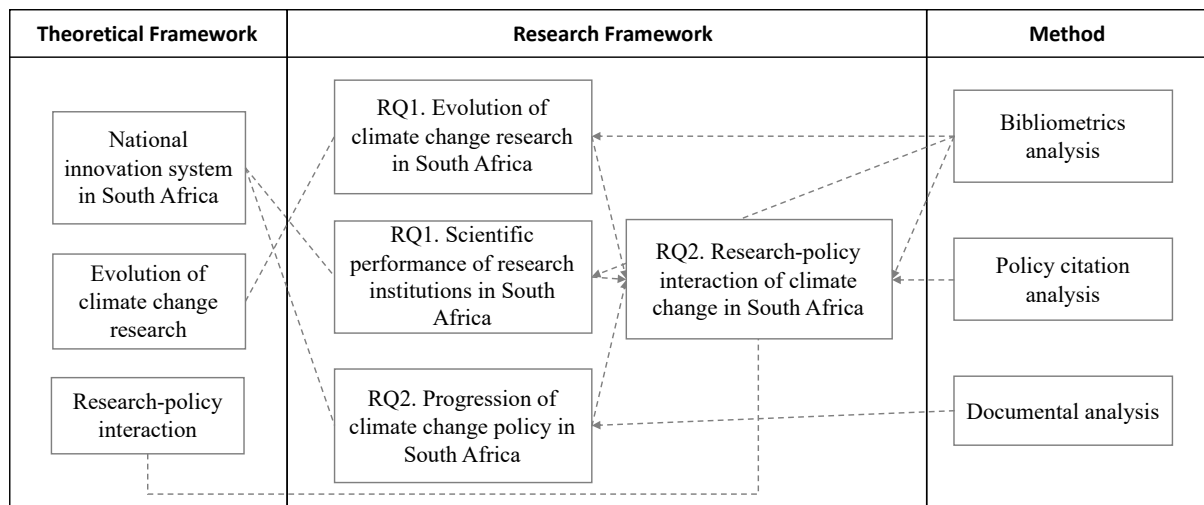 Theoretical Framework
Research Framework
Method
National
innovation system
in South Africa
Evolution of
climate change
research
Research-policy
interaction
RQ1. Evolution of
climate change research
in South Africa
RQ1. Scientific
performance of research
institutions in South
Africa
RQ2. Progression of
climate change policy in
South Africa
RQ2. Research-policy
interaction of climate
change in South Africa
Bibliometrics
analysis
Policy citation
analysis
Documental analysis